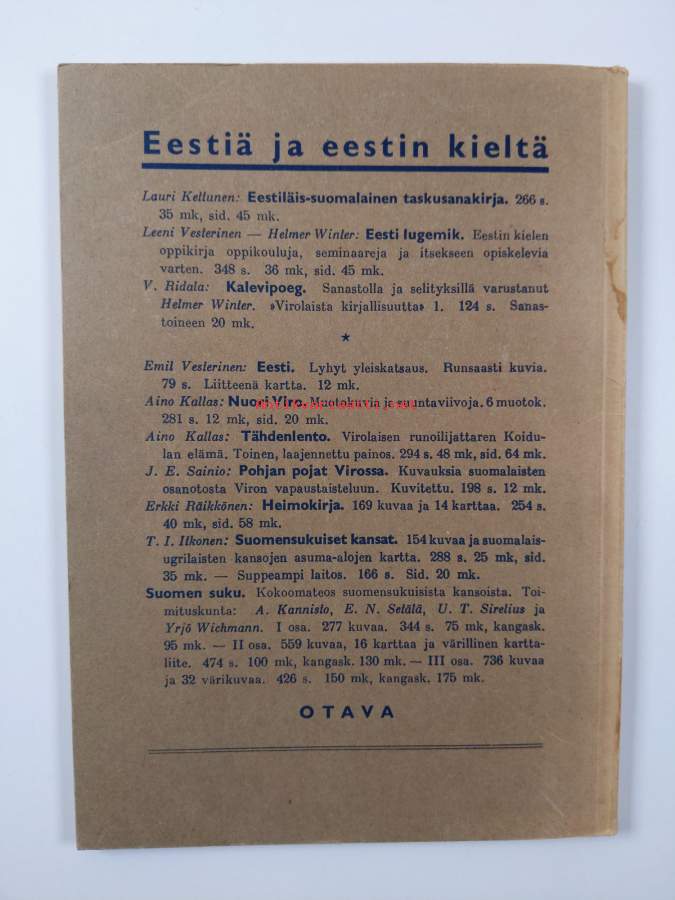 Eestiä ja eestin kieltä
Lauri Kettunen: Eestiläis-suomalainen taskusanakirja. 266 s.
35 mk, sid. 45 mk.
Leeni Vesterinen — Helmer Winter: Eesti lugemik. Eestin kielen
oppikirja oppikouluja, seminaareja ja itsekseen opiskelevia
varten. 348 s. 36 mk, sid. 45 mk.
V. Ridala: Kalevipoeg. Sanastolla ja selityksillä varustanut
Helmer Winter. »Virolaista kirjallisuutta» 1. 124 s. Sanas-
toineen 20 mk.
★
Emil Vesterinen: Eesti. Lyhyt yleiskatsaus. Runsaasti kuvia.
79 s. Liitteenä kartta. 12 mk.
Aino Kallas: Nuori Viro. Muotokuvia ja suuntaviivoja. 6 muotok.
281 s. 12 mk, sid. 20 mk.
Aino Kallas: Tähdenlento. Virolaisen runoilijattaren Koidu-
lan elämä. Toinen, laajennettu painos. 294 s. 48 mk, sid. 64 mk.
J. E. Sainio: Pohjan pojat Virossa. Kuvauksia suomalaisten
osanotosta Viron vapaustaisteluun. Kuvitettu. 198 s. 12 mk.
Erkki Räikkönen: Heimokirja. 169 kuvaa ja 14 karttaa. 254 s.
40 mk, sid. 58 mk.
T. I. Itkonen: Suomensukuiset kansat. 154 kuvaa ja suomalais-
ugrilaisten kansojen asuma-alojen kartta. 288 s. 25 mk, sid.
35 mk. — Suppeampi laitos. 166 s. Sid. 20 mk.
Suomen suku. Kokoomateos suomensukuisista kansoista. Toi-
mituskunta: A. Kannisto, E. N. Setälä, U. T. Sirelius ja
Yrjö Wichmann. I osa. 277 kuvaa. 344 s. 75 mk, kangask.
95 mk. — II osa. 559 kuvaa, 16 karttaa ja värillinen kartta-
liite. 474 s. 100 mk, kangask. 130 mk. — III osa. 736 kuvaa
ja 32 värikuvaa. 426 s. 150 mk, kangask. 175 mk.
OTAVA